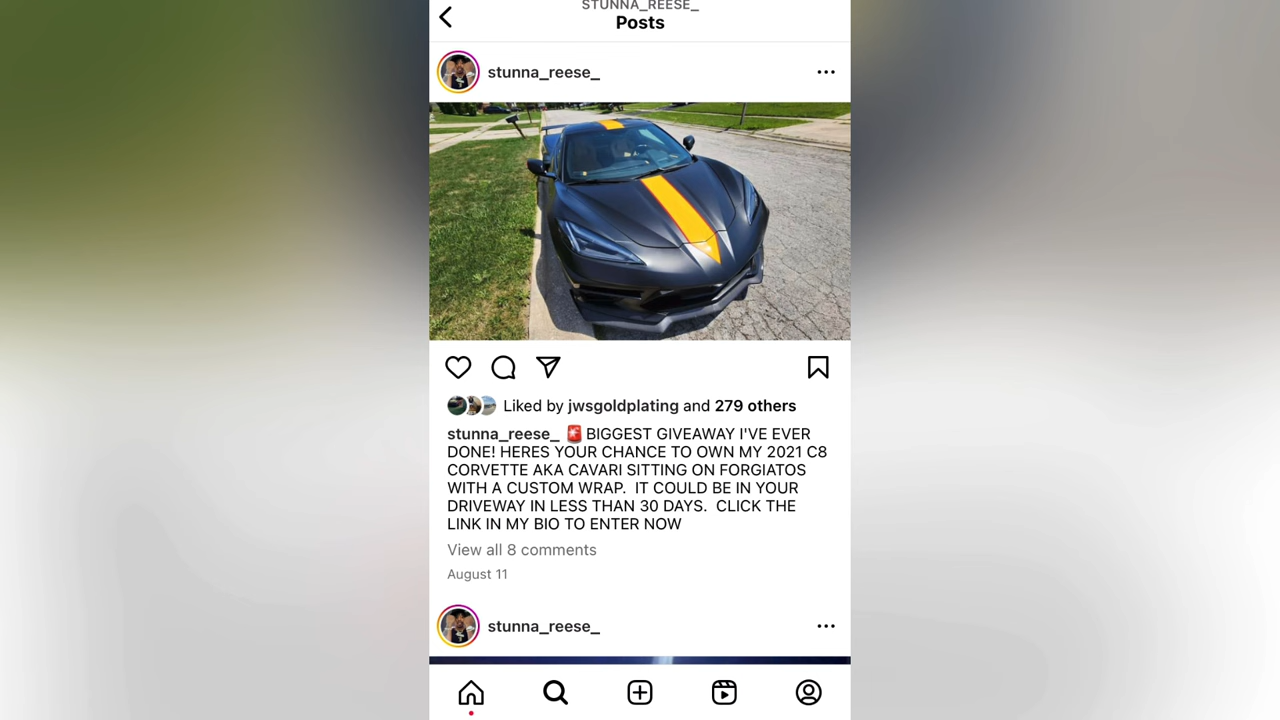 STUNNA_REESE_
Posts
stunna_reese_
Liked by jwsgoldplating and 279 others
stunna_reese_ 🚨 BIGGEST GIVEAWAY I'VE EVER
DONE! HERES YOUR CHANCE TO OWN MY 2021 C8
CORVETTE AKA CAVARI SITTING ON FORGIATOS
WITH A CUSTOM WRAP.  IT COULD BE IN YOUR
DRIVEWAY IN LESS THAN 30 DAYS.  CLICK THE
LINK IN MY BIO TO ENTER NOW
View all 8 comments
August 11
stunna_reese_